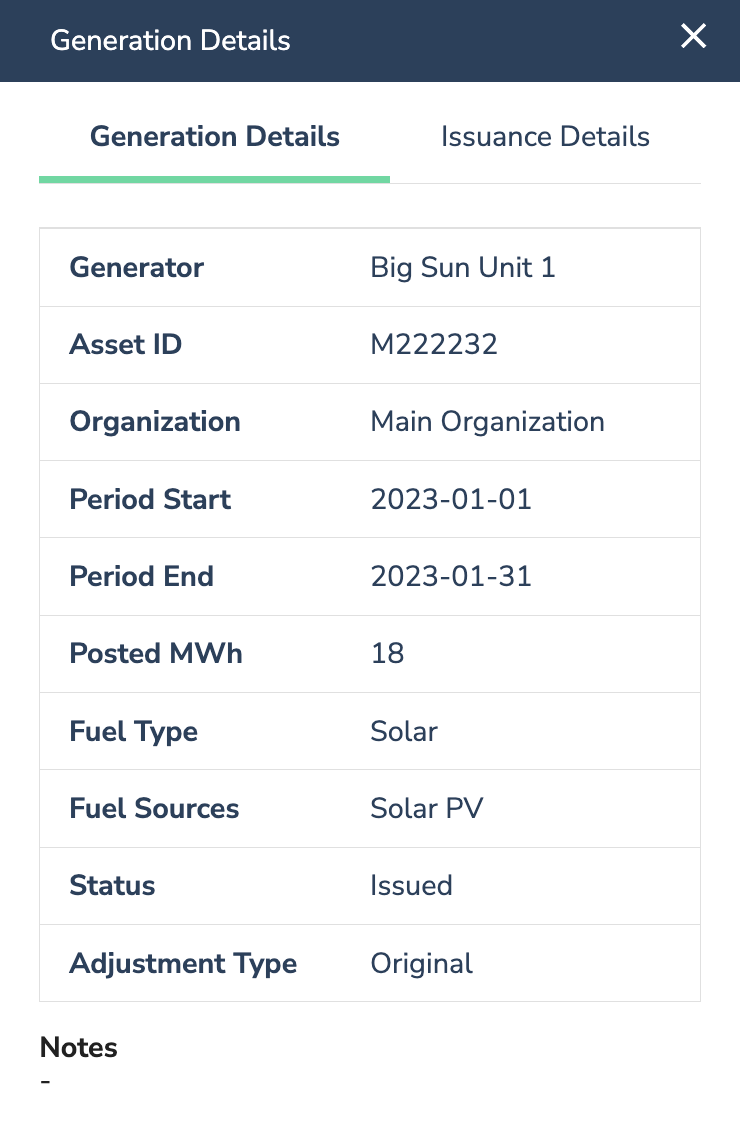 Generation Details
Generation Details Issuance Details
Generator Big Sun Unit 1
Asset ID M222232
Organization Main Organization
Period Start 2023-01-01
Period End 2023-01-31
Posted MWh 18
Fuel Type Solar
Fuel Sources Solar PV
Status Issued
Adjustment Type Original
Notes
-